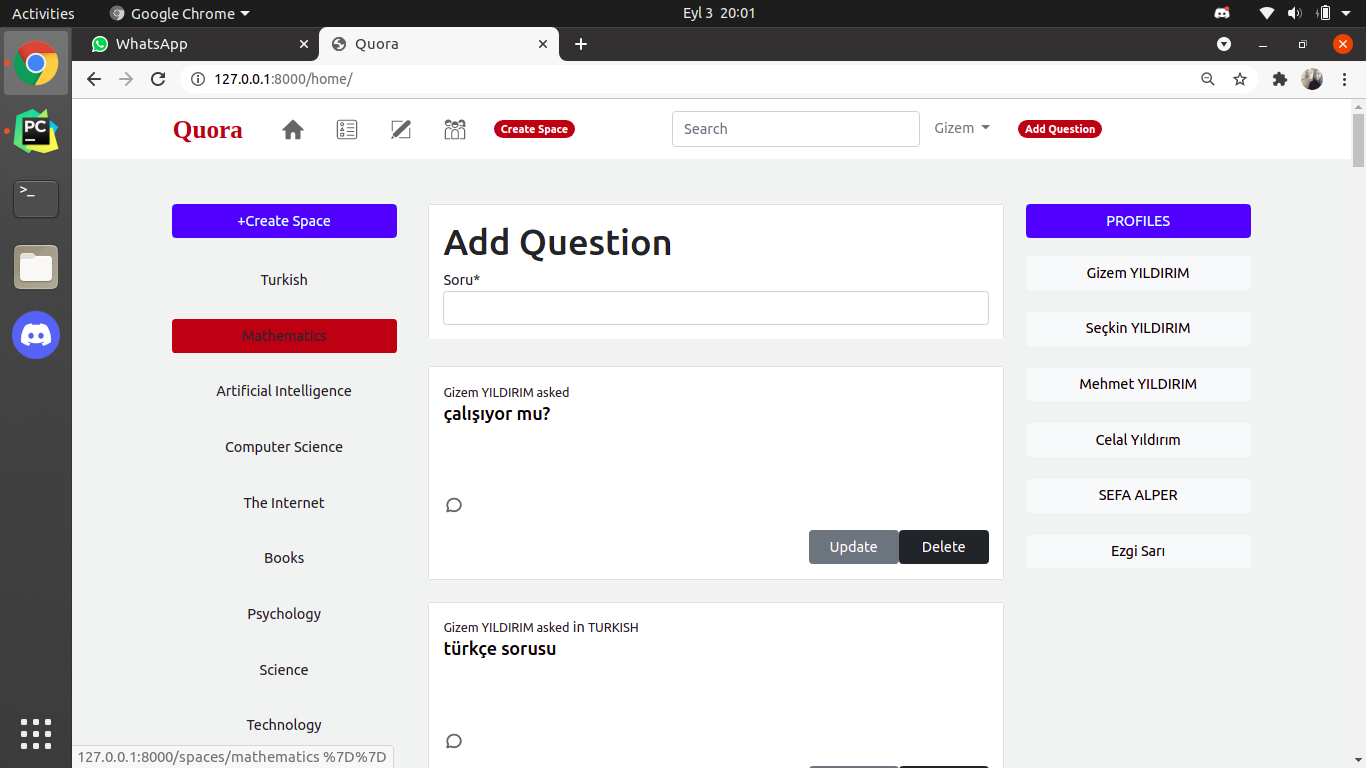 Activities
Google Chrome
Eyl 3 20:01
WhatsApp
Quora
127.0.0.1:8000/home/
Quora
Create Space
Search
Gizem
Add Question
+Create Space
Turkish
Mathematics
Artificial Intelligence
Computer Science
The Internet
Books
Psychology
Science
Technology
Add Question
Soru*
Gizem YILDIRIM asked
çalışıyor mu?
Update
Delete
Gizem YILDIRIM asked in TURKISH
türkçe sorusu
PROFILES
Gizem YILDIRIM
Seçkin YILDIRIM
Mehmet YILDIRIM
Celal Yıldırım
SEFA ALPER
Ezgi Sarı
PC
>_
127.0.0.1:8000/spaces/mathematics %7D%7D